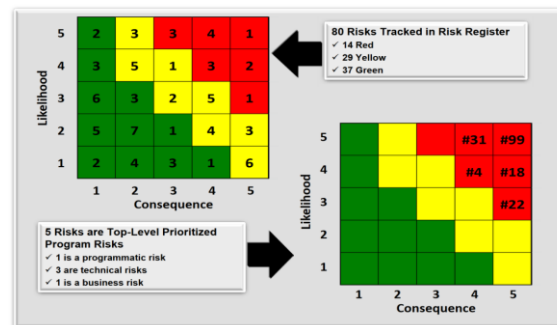 5 2 3 3 4 1
4 3 5 1 3 2
3 6 3 2 5 1
2 5 7 1 4 3
1 2 4 3 1 6
1 2 3 4 5
Likelihood
Consequence
80 Risks Tracked in Risk Register
✓ 14 Red
✓ 29 Yellow
✓ 37 Green
5 Risks are Top-Level Prioritized
Program Risks
✓ 1 is a programmatic risk
✓ 3 are technical risks
✓ 1 is a business risk
5 #31 #99
4 #4 #18
3 #22
2
1
1 2 3 4 5
Likelihood
Consequence